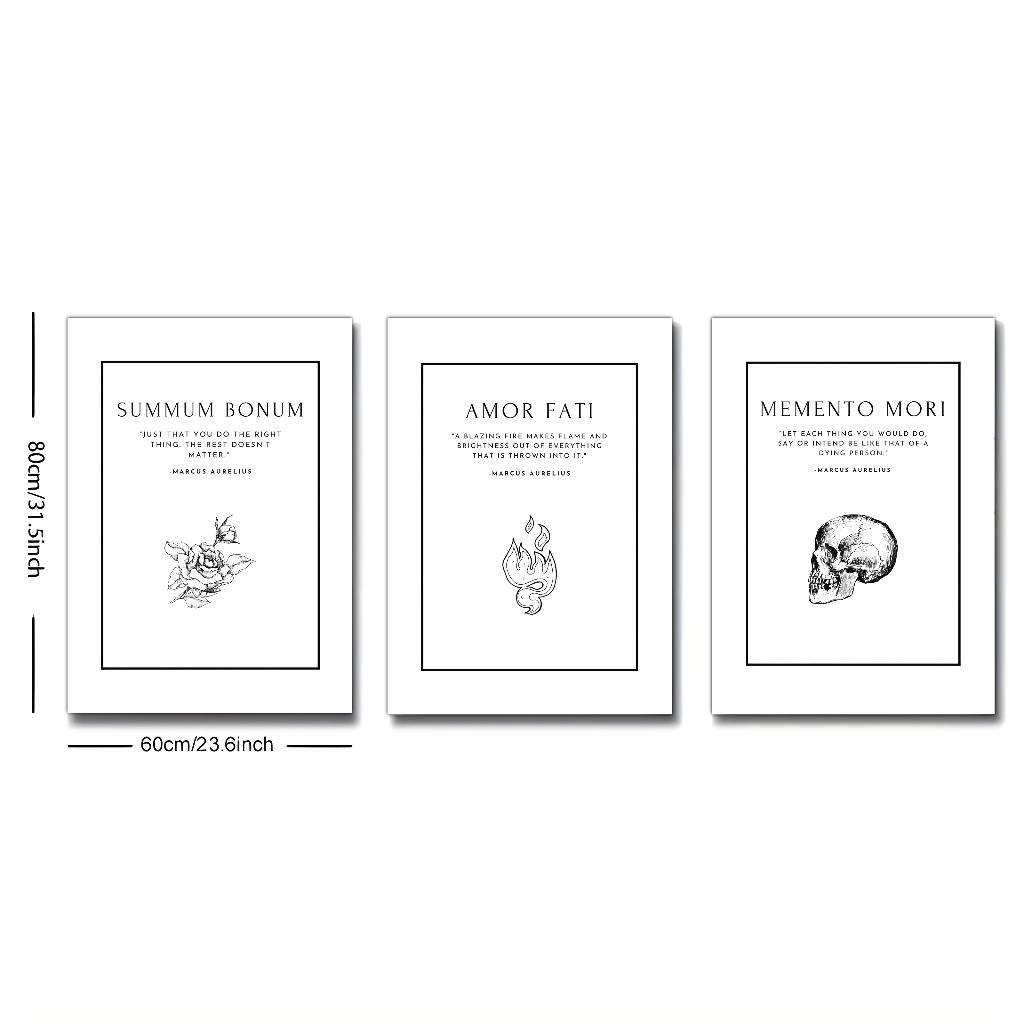 80cm/31.5inch
SUMMUM BONUM
"JUST THAT YOU DO THE RIGHT
THING. THE REST DOESN'T
MATTER."
-MARCUS AURELIUS
AMOR FATI
"A BLAZING FIRE MAKES FLAME AND
BRIGHTNESS OUT OF EVERYTHING
THAT IS THROWN INTO IT."
-MARCUS AURELIUS
MEMENTO MORI
"LET EACH THING YOU WOULD DO,
SAY OR INTEND BE LIKE THAT OF A
DYING PERSON."
-MARCUS AURELIUS
60cm/23.6inch